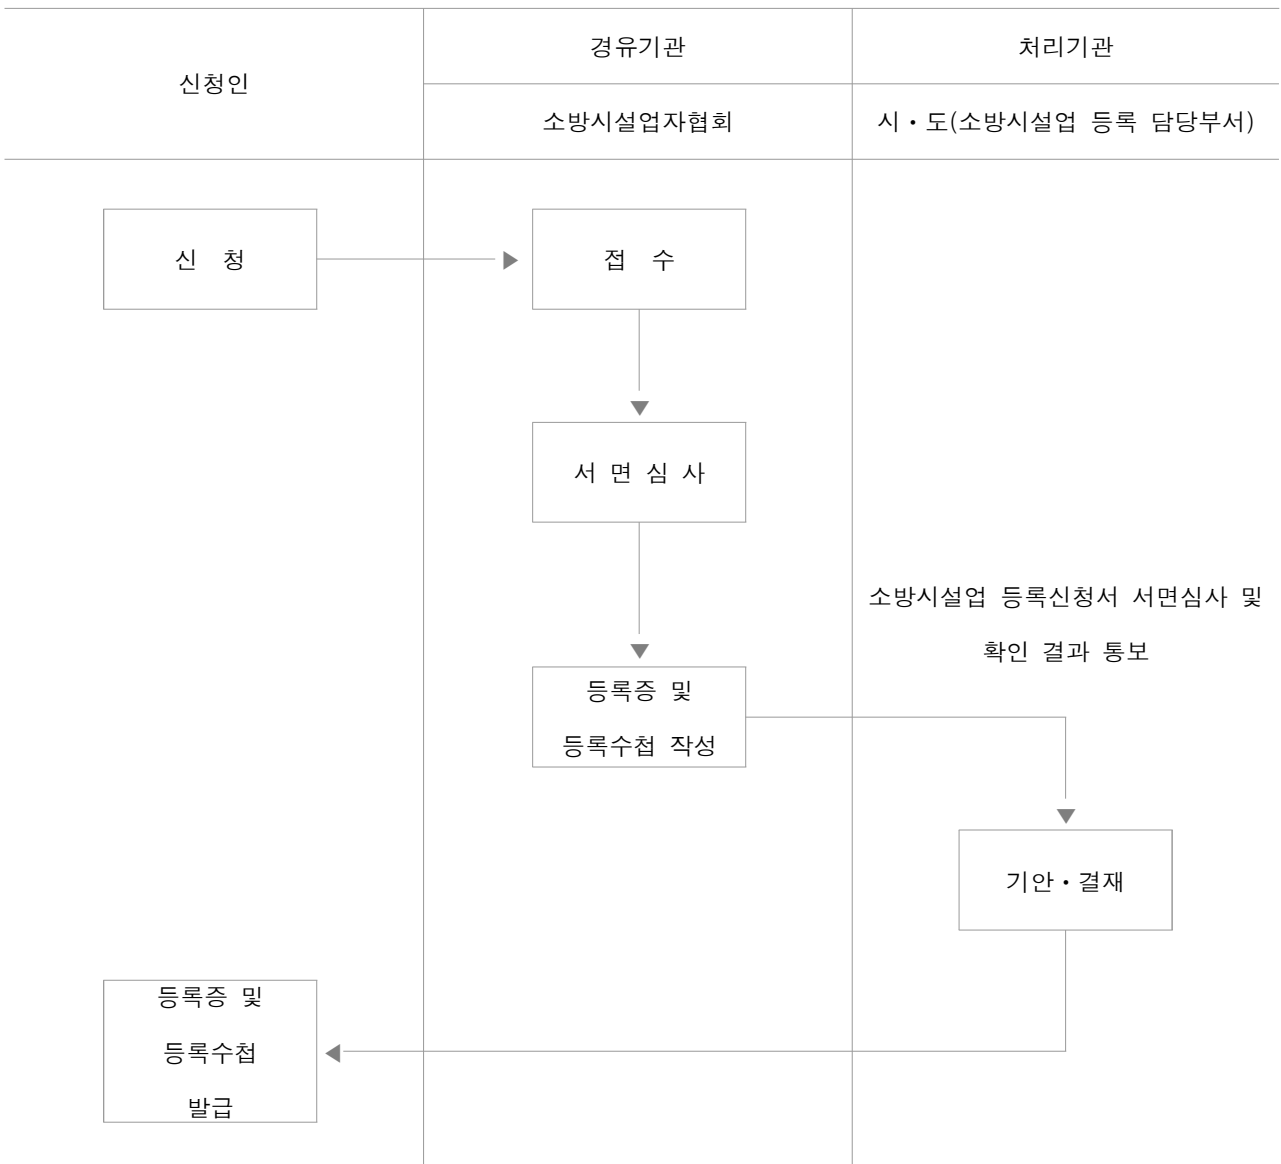 신청인
경유기관
처리기관
소방시설업자협회
시・도(소방시설업 등록 담당부서)
신 청
접 수
서 면 심 사
소방시설업 등록신청서 서면심사 및
확인 결과 통보
등록증 및
등록수첩 작성
기안・결재
등록증 및
등록수첩
발급